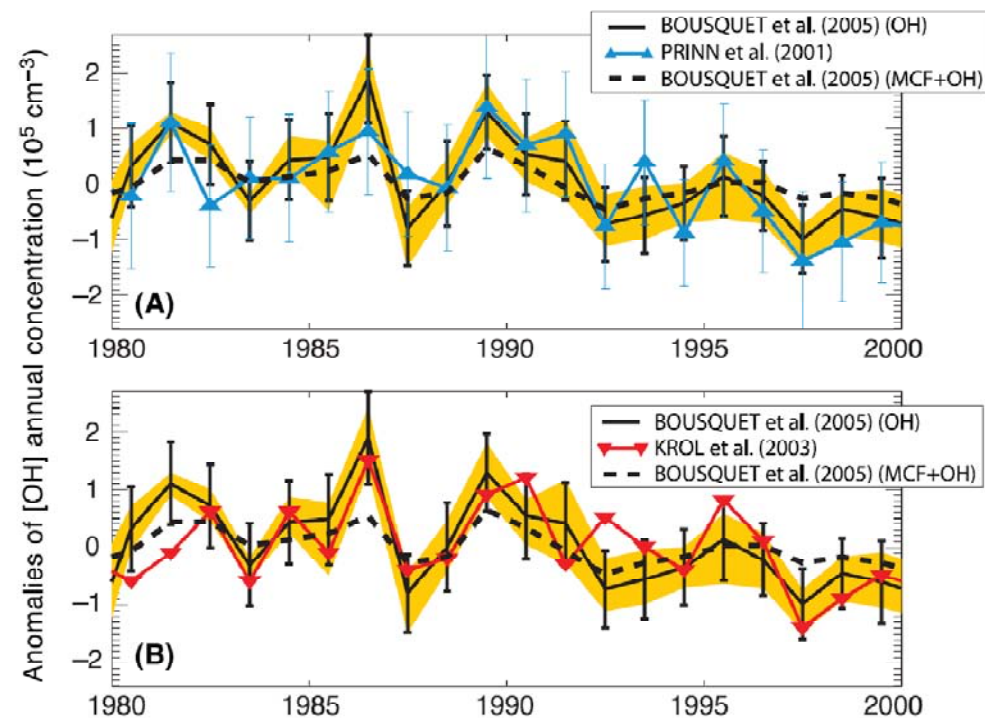 Anomalies of [OH] annual concentration (10⁵ cm⁻³)
BOUSQUET et al. (2005) (OH)
PRINN et al. (2001)
BOUSQUET et al. (2005) (MCF+OH)
2
1
0
−1
−2
(A)
1980 1985 1990 1995 2000
BOUSQUET et al. (2005) (OH)
KROL et al. (2003)
BOUSQUET et al. (2005) (MCF+OH)
2
1
0
−1
−2
(B)
1980 1985 1990 1995 2000